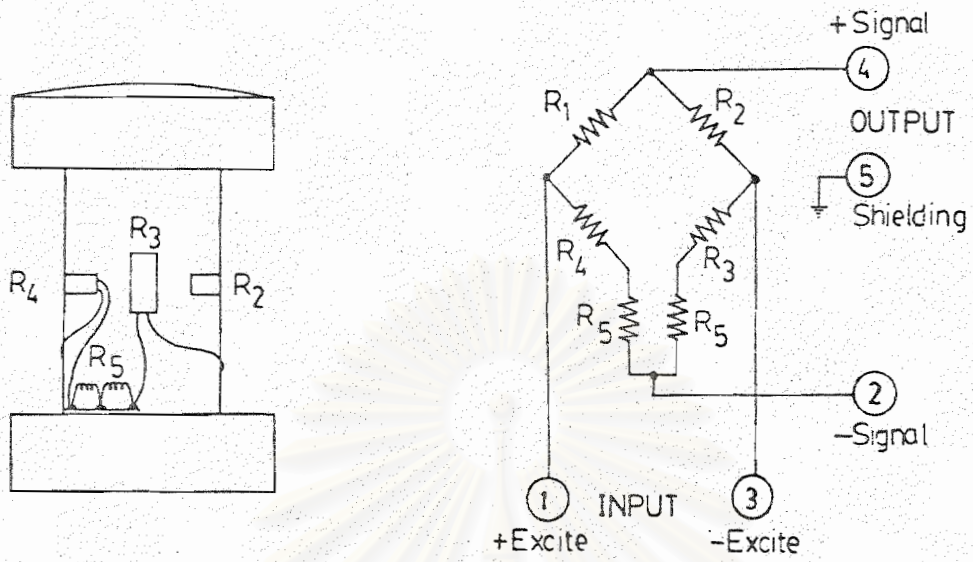 R4
R3
R2
R5
R1
R2
R4
R3
R5
R5
+Signal
4
OUTPUT
5
Shielding
2
−Signal
1
INPUT
3
+Excite
−Excite